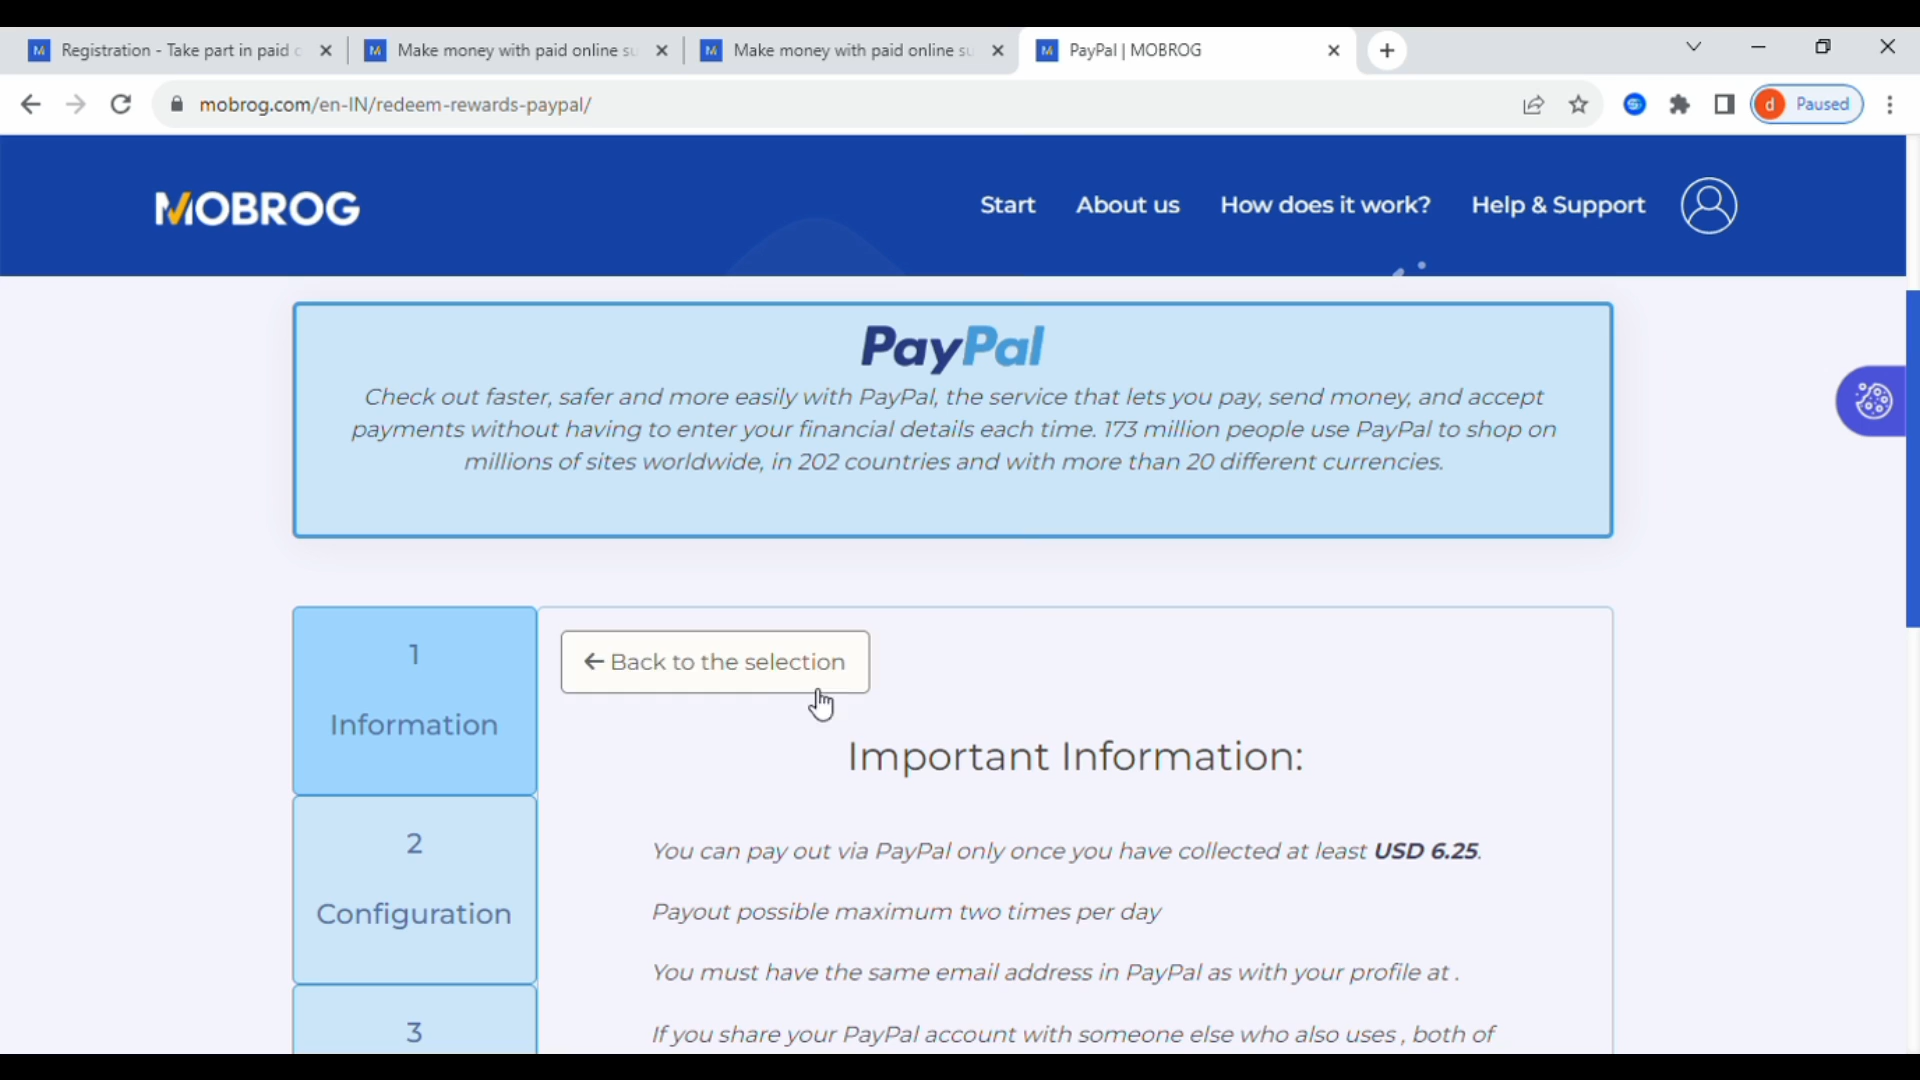 Registration - Take part in paid
Make money with paid online su
Make money with paid online su
PayPal | MOBROG
mobrog.com/en-IN/redeem-rewards-paypal/
d
Paused
MOBROG
Start
About us
How does it work?
Help & Support
PayPal
Check out faster, safer and more easily with PayPal, the service that lets you pay, send money, and accept
payments without having to enter your financial details each time. 173 million people use PayPal to shop on
millions of sites worldwide, in 202 countries and with more than 20 different currencies.
1
Information
2
Configuration
3
← Back to the selection
Important Information:
You can pay out via PayPal only once you have collected at least USD 6.25.
Payout possible maximum two times per day
You must have the same email address in PayPal as with your profile at .
If you share your PayPal account with someone else who also uses , both of